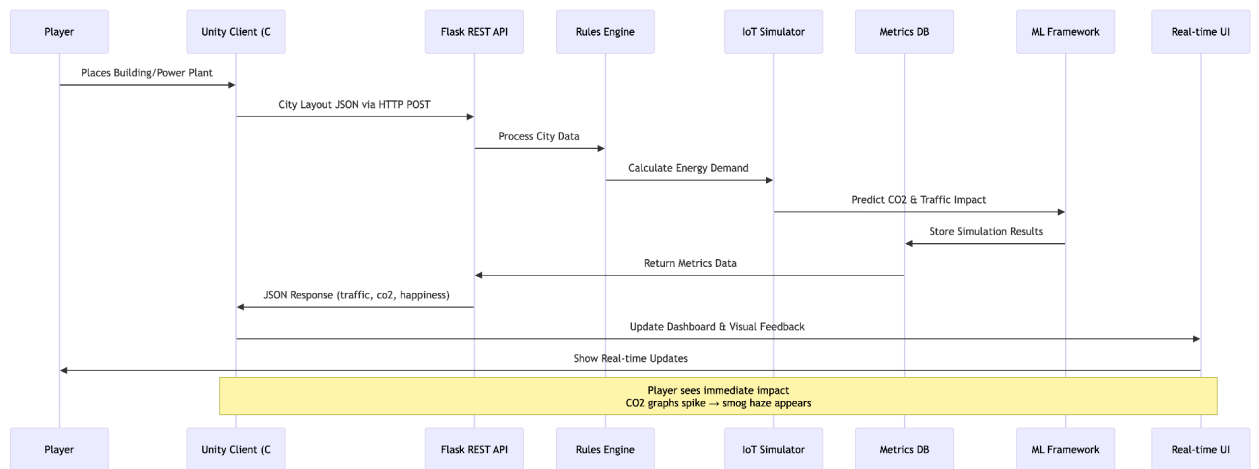 Player
Unity Client (C
Flask REST API
Rules Engine
IoT Simulator
Metrics DB
ML Framework
Real-time UI
Places Building/Power Plant
City Layout JSON via HTTP POST
Process City Data
Calculate Energy Demand
Predict CO2 & Traffic Impact
Store Simulation Results
Return Metrics Data
JSON Response (traffic, co2, happiness)
Update Dashboard & Visual Feedback
Show Real-time Updates
Player sees immediate impact
CO2 graphs spike → smog haze appears
Player
Unity Client (C
Flask REST API
Rules Engine
IoT Simulator
Metrics DB
ML Framework
Real-time UI